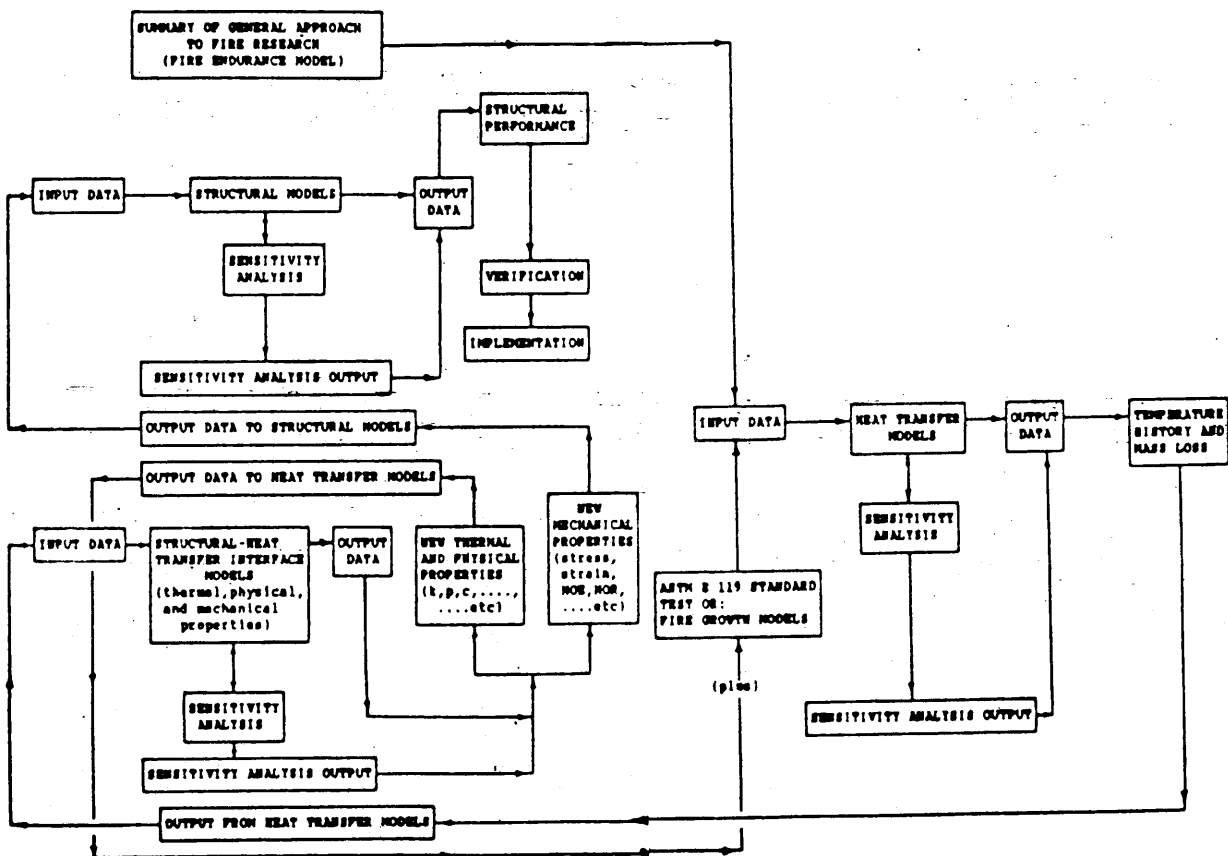 SUMMARY OF GENERAL APPROACH
TO FIRE RESEARCH
(FIRE ENDURANCE MODEL)
STRUCTURAL
PERFORMANCE
INPUT DATA
STRUCTURAL MODELS
OUTPUT
DATA
SENSITIVITY
ANALYSIS
VERIFICATION
IMPLEMENTATION
SENSITIVITY ANALYSIS OUTPUT
OUTPUT DATA TO STRUCTURAL MODELS
OUTPUT DATA TO HEAT TRANSFER MODELS
INPUT DATA
STRUCTURAL-HEAT
TRANSFER INTERFACE
MODELS
(thermal,physical,
and mechanical
properties)
OUTPUT
DATA
NEW THERMAL
AND PHYSICAL
PROPERTIES
(k,p,c,....,
....etc)
NEW
MECHANICAL
PROPERTIES
(stress,
strain,
MOE,MOR,
....etc)
SENSITIVITY
ANALYSIS
SENSITIVITY ANALYSIS OUTPUT
OUTPUT FROM HEAT TRANSFER MODELS
INPUT DATA
HEAT TRANSFER
MODELS
OUTPUT
DATA
TEMPERATURE
HISTORY AND
MASS LOSS
SENSITIVITY
ANALYSIS
ASTM E 119 STANDARD
TEST OR:
FIRE GROWTH MODELS
(plus)
SENSITIVITY ANALYSIS OUTPUT